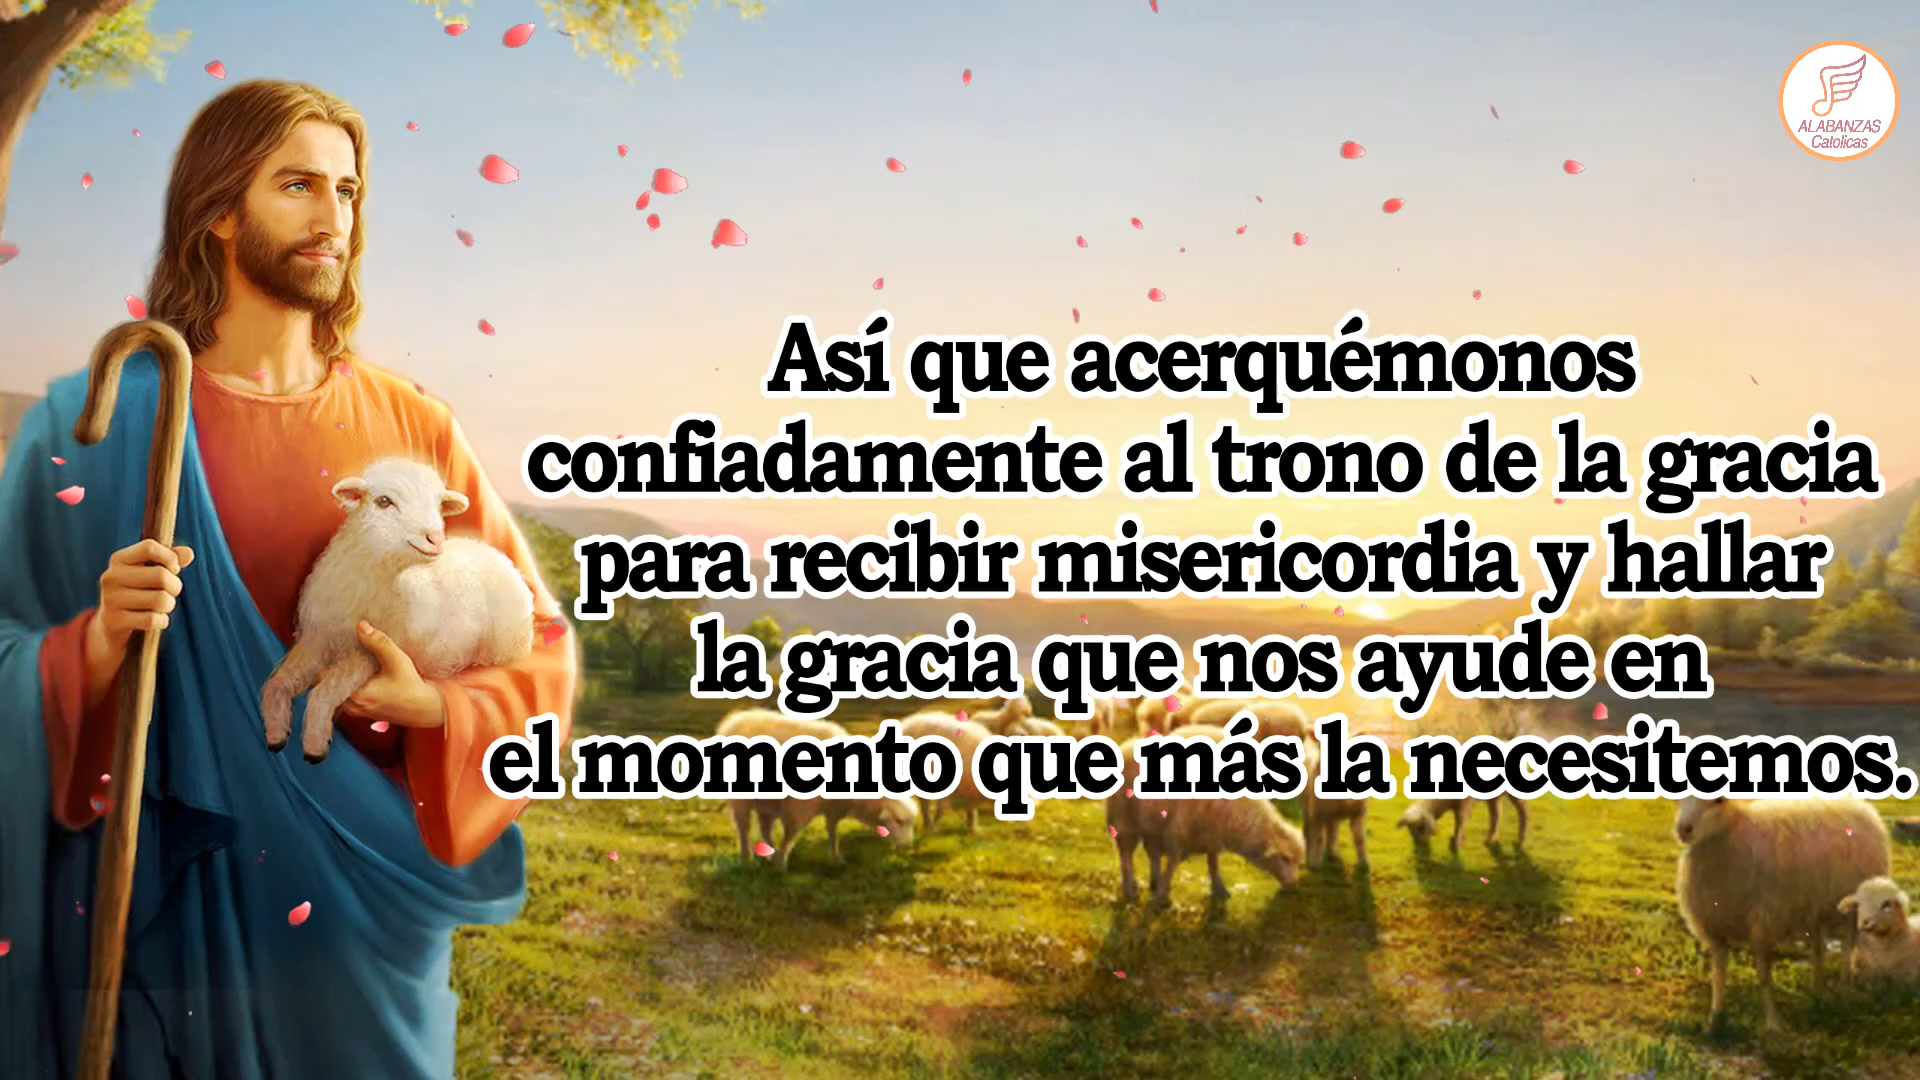 ALABANZAS
Catolicas
Así que acerquémonos
confiadamente al trono de la gracia
para recibir misericordia y hallar
la gracia que nos ayude en
el momento que más la necesitemos.